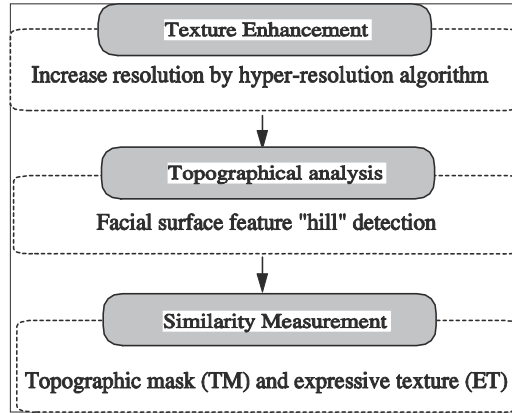 Texture Enhancement
Increase resolution by hyper-resolution algorithm
Topographical analysis
Facial surface feature "hill" detection
Similarity Measurement
Topographic mask (TM) and expressive texture (ET)